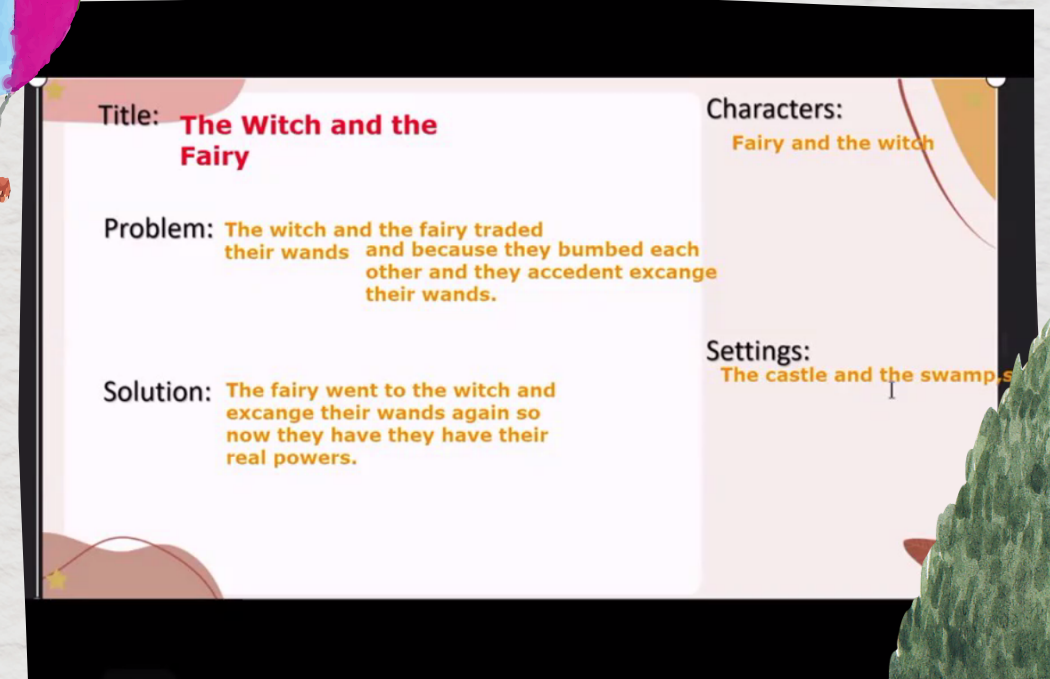 Title: The Witch and the
Fairy
Characters:
Fairy and the witch
Problem: The witch and the fairy traded
their wands and because they bumbed each
other and they accedent excange
their wands.
Settings:
The castle and the swamp,s
Solution: The fairy went to the witch and
excange their wands again so
now they have they have their
real powers.